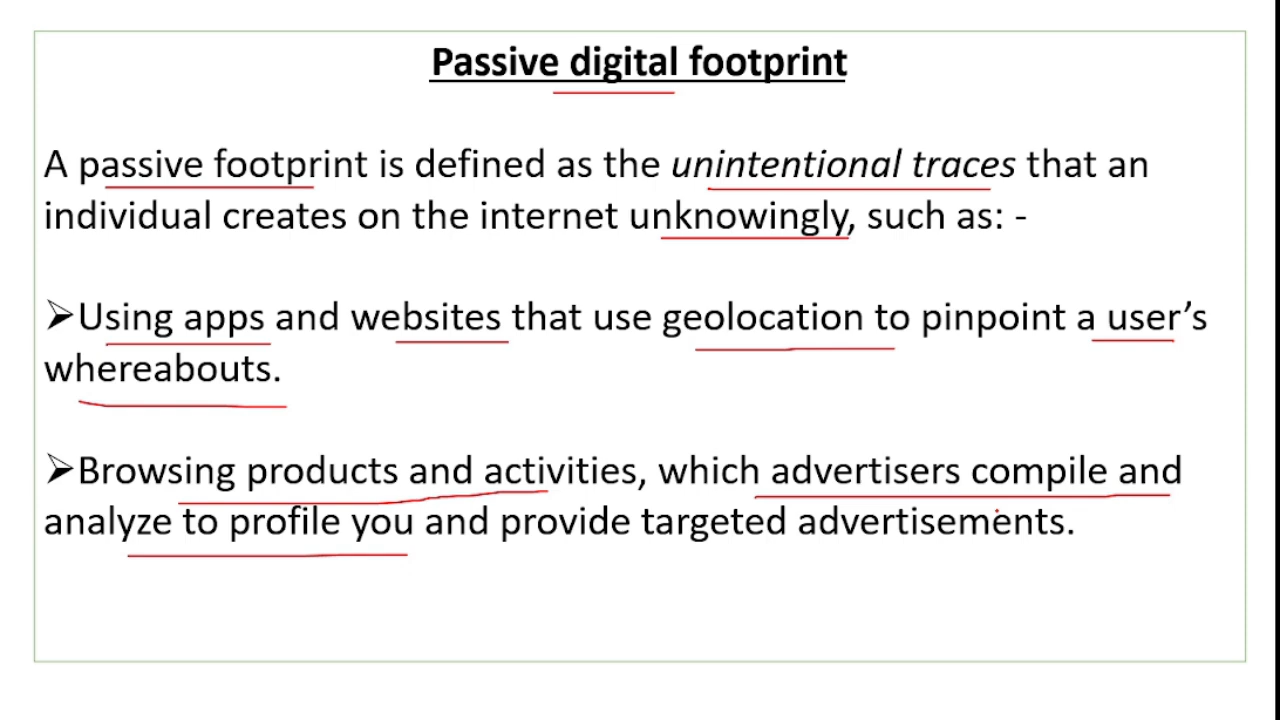 Passive digital footprint
A passive footprint is defined as the unintentional traces that an
individual creates on the internet unknowingly, such as: -
➢Using apps and websites that use geolocation to pinpoint a user’s
whereabouts.
➢Browsing products and activities, which advertisers compile and
analyze to profile you and provide targeted advertisements.